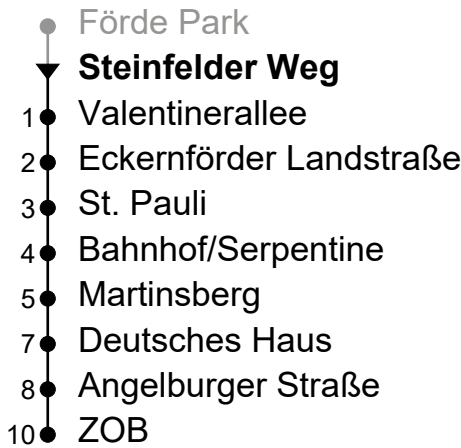 Förde Park
Steinfelder Weg
1 Valentinerallee
2 Eckernförder Landstraße
3 St. Pauli
4 Bahnhof/Serpentine
5 Martinsberg
7 Deutsches Haus
8 Angelburger Straße
10 ZOB